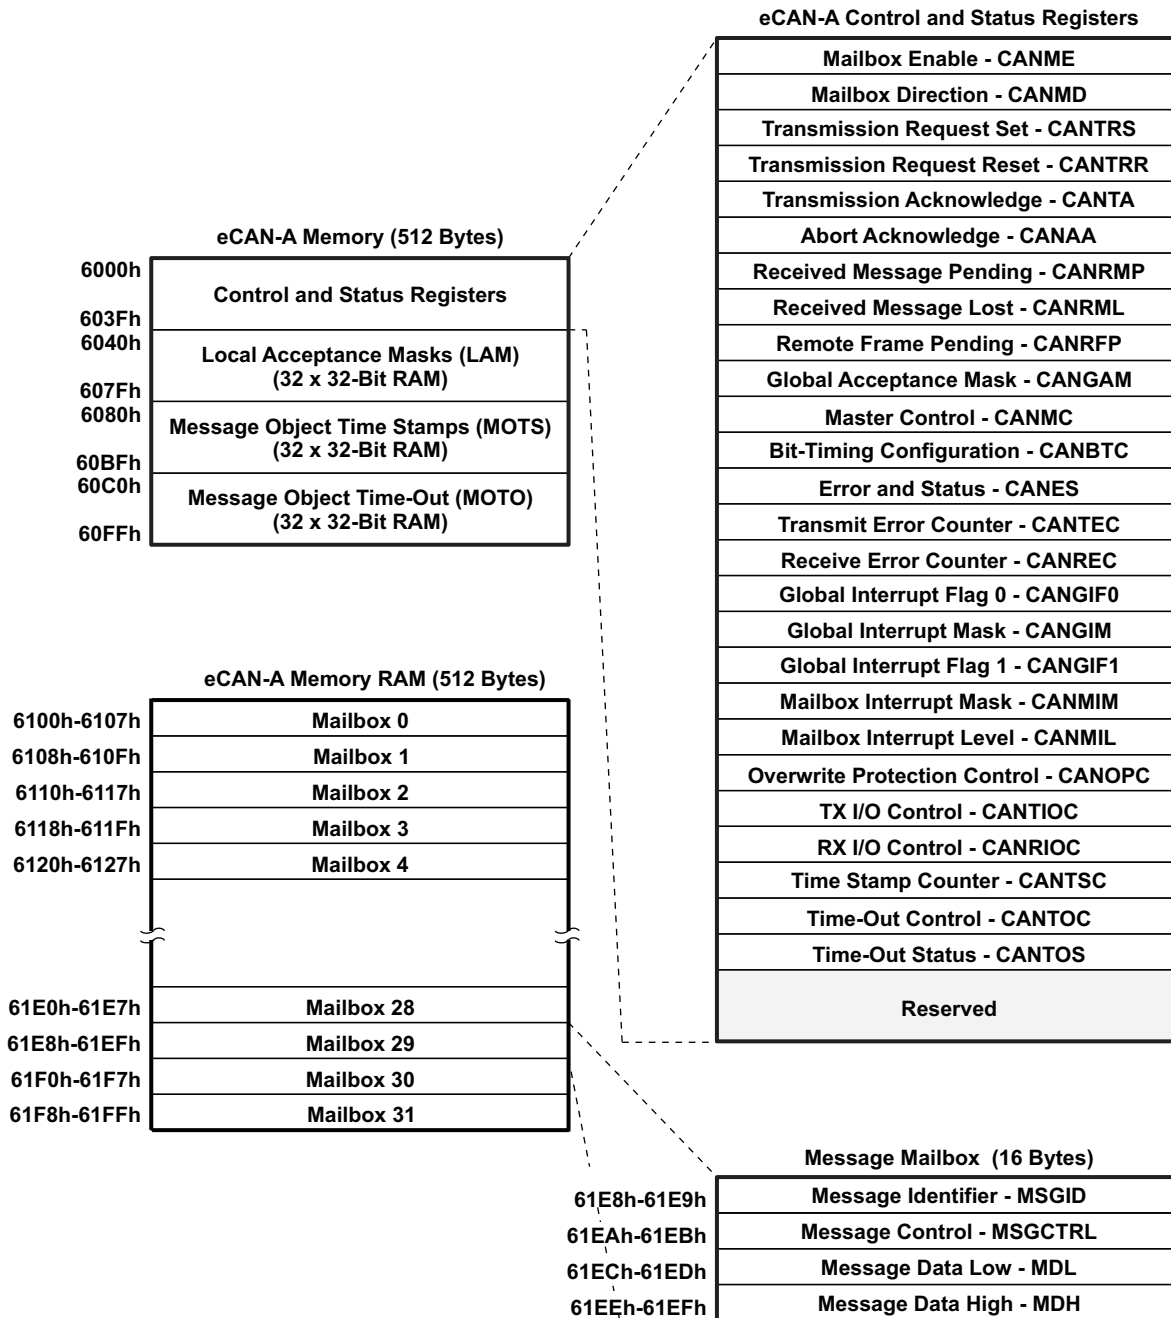 eCAN-A Control and Status Registers
Mailbox Enable - CANME
Mailbox Direction - CANMD
Transmission Request Set - CANTRS
Transmission Request Reset - CANTRR
Transmission Acknowledge - CANTA
Abort Acknowledge - CANAA
Received Message Pending - CANRMP
Received Message Lost - CANRML
Remote Frame Pending - CANRFP
Global Acceptance Mask - CANGAM
Master Control - CANMC
Bit-Timing Configuration - CANBTC
Error and Status - CANES
Transmit Error Counter - CANTEC
Receive Error Counter - CANREC
Global Interrupt Flag 0 - CANGIF0
Global Interrupt Mask - CANGIM
Global Interrupt Flag 1 - CANGIF1
Mailbox Interrupt Mask - CANMIM
Mailbox Interrupt Level - CANMIL
Overwrite Protection Control - CANOPC
TX I/O Control - CANTIOC
RX I/O Control - CANRIOC
Time Stamp Counter - CANTSC
Time-Out Control - CANTOC
Time-Out Status - CANTOS
Reserved
eCAN-A Memory (512 Bytes)
6000h
Control and Status Registers
603Fh
6040h
Local Acceptance Masks (LAM)
(32 x 32-Bit RAM)
607Fh
6080h
Message Object Time Stamps (MOTS)
(32 x 32-Bit RAM)
60BFh
60C0h
Message Object Time-Out (MOTO)
(32 x 32-Bit RAM)
60FFh
eCAN-A Memory RAM (512 Bytes)
6100h-6107h Mailbox 0
6108h-610Fh Mailbox 1
6110h-6117h Mailbox 2
6118h-611Fh Mailbox 3
6120h-6127h Mailbox 4
61E0h-61E7h Mailbox 28
61E8h-61EFh Mailbox 29
61F0h-61F7h Mailbox 30
61F8h-61FFh Mailbox 31
Message Mailbox (16 Bytes)
61E8h-61E9h Message Identifier - MSGID
61EAh-61EBh Message Control - MSGCTRL
61ECh-61EDh Message Data Low - MDL
61EEh-61EFh Message Data High - MDH